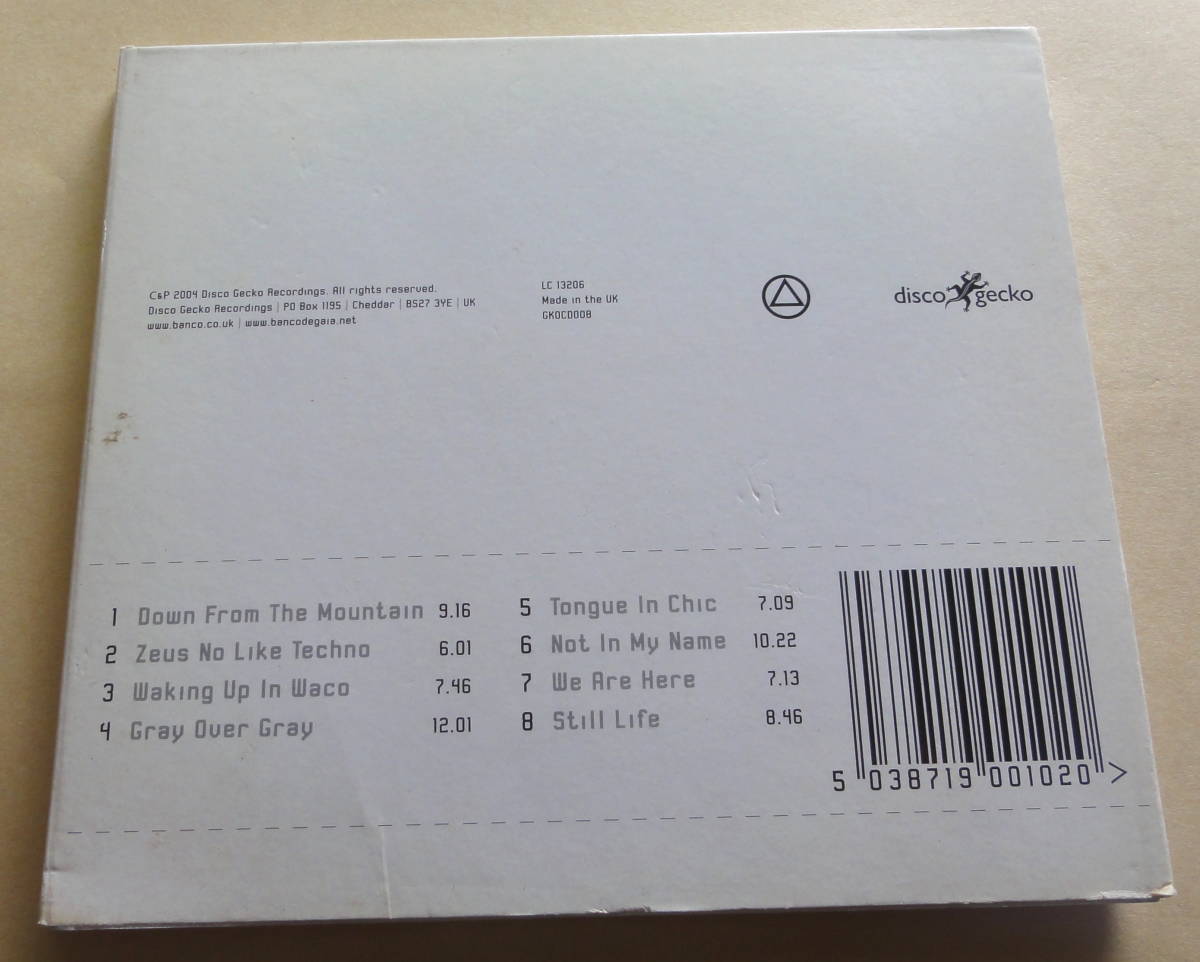 C&P 2004 Disco Gecko Recordings. All rights reserved.
Disco Gecko Recordings | PO Box 1195 | Cheddar | BS27 3YE | UK
www.banco.co.uk | www.bancodegaia.net
LC 13206
Made in the UK
GKOCD008
disco gecko
1 Down From The Mountain 9.16
2 Zeus No Like Techno 6.01
3 Waking Up In Waco 7.46
4 Gray Over Gray 12.01
5 Tongue In Chic 7.09
6 Not In My Name 10.22
7 We Are Here 7.13
8 Still Life 8.46
5 038719 001020 >